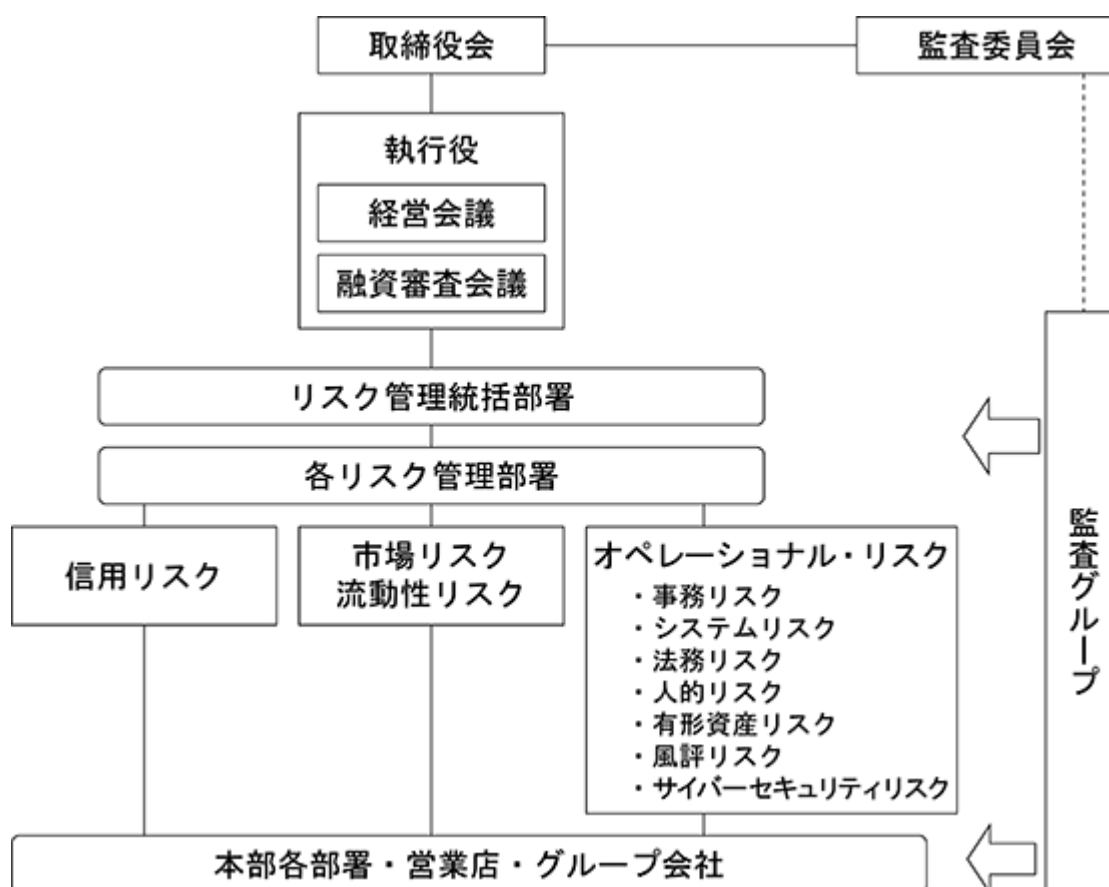 取締役会
監査委員会
執行役
経営会議
融資審査会議
リスク管理統括部署
各リスク管理部署
信用リスク
市場リスク
流動性リスク
オペレーショナル・リスク
・事務リスク
・システムリスク
・法務リスク
・人的リスク
・有形資産リスク
・風評リスク
・サイバーセキュリティリスク
監査グループ
本部各部署・営業店・グループ会社